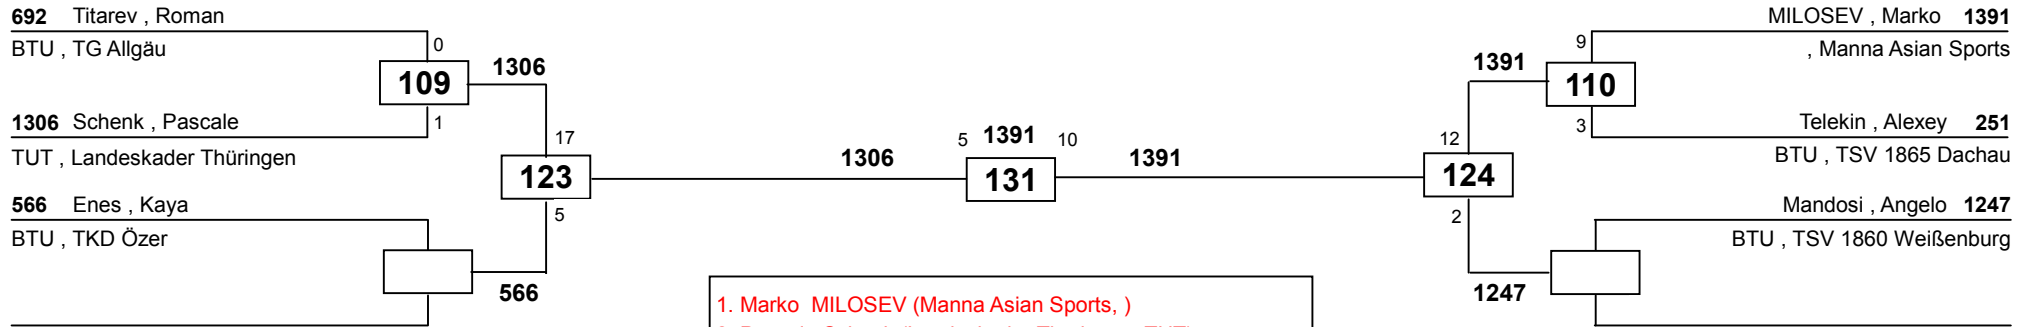 692 Titarev , Roman
BTU , TG Allgäu
0
109
1306
1306 Schenk , Pascale
1
TUT , Landeskader Thüringen
17
123
1306
566 Enes , Kaya
5
BTU , TKD Özer
566
5 1391 10
131
1391
MILOSEV , Marko 1391
9
, Manna Asian Sports
1391
110
Telekin , Alexey 251
3
12
BTU , TSV 1865 Dachau
124
Mandosi , Angelo 1247
2
BTU , TSV 1860 Weißenburg
1247
1. Marko MILOSEV (Manna Asian Sports, )